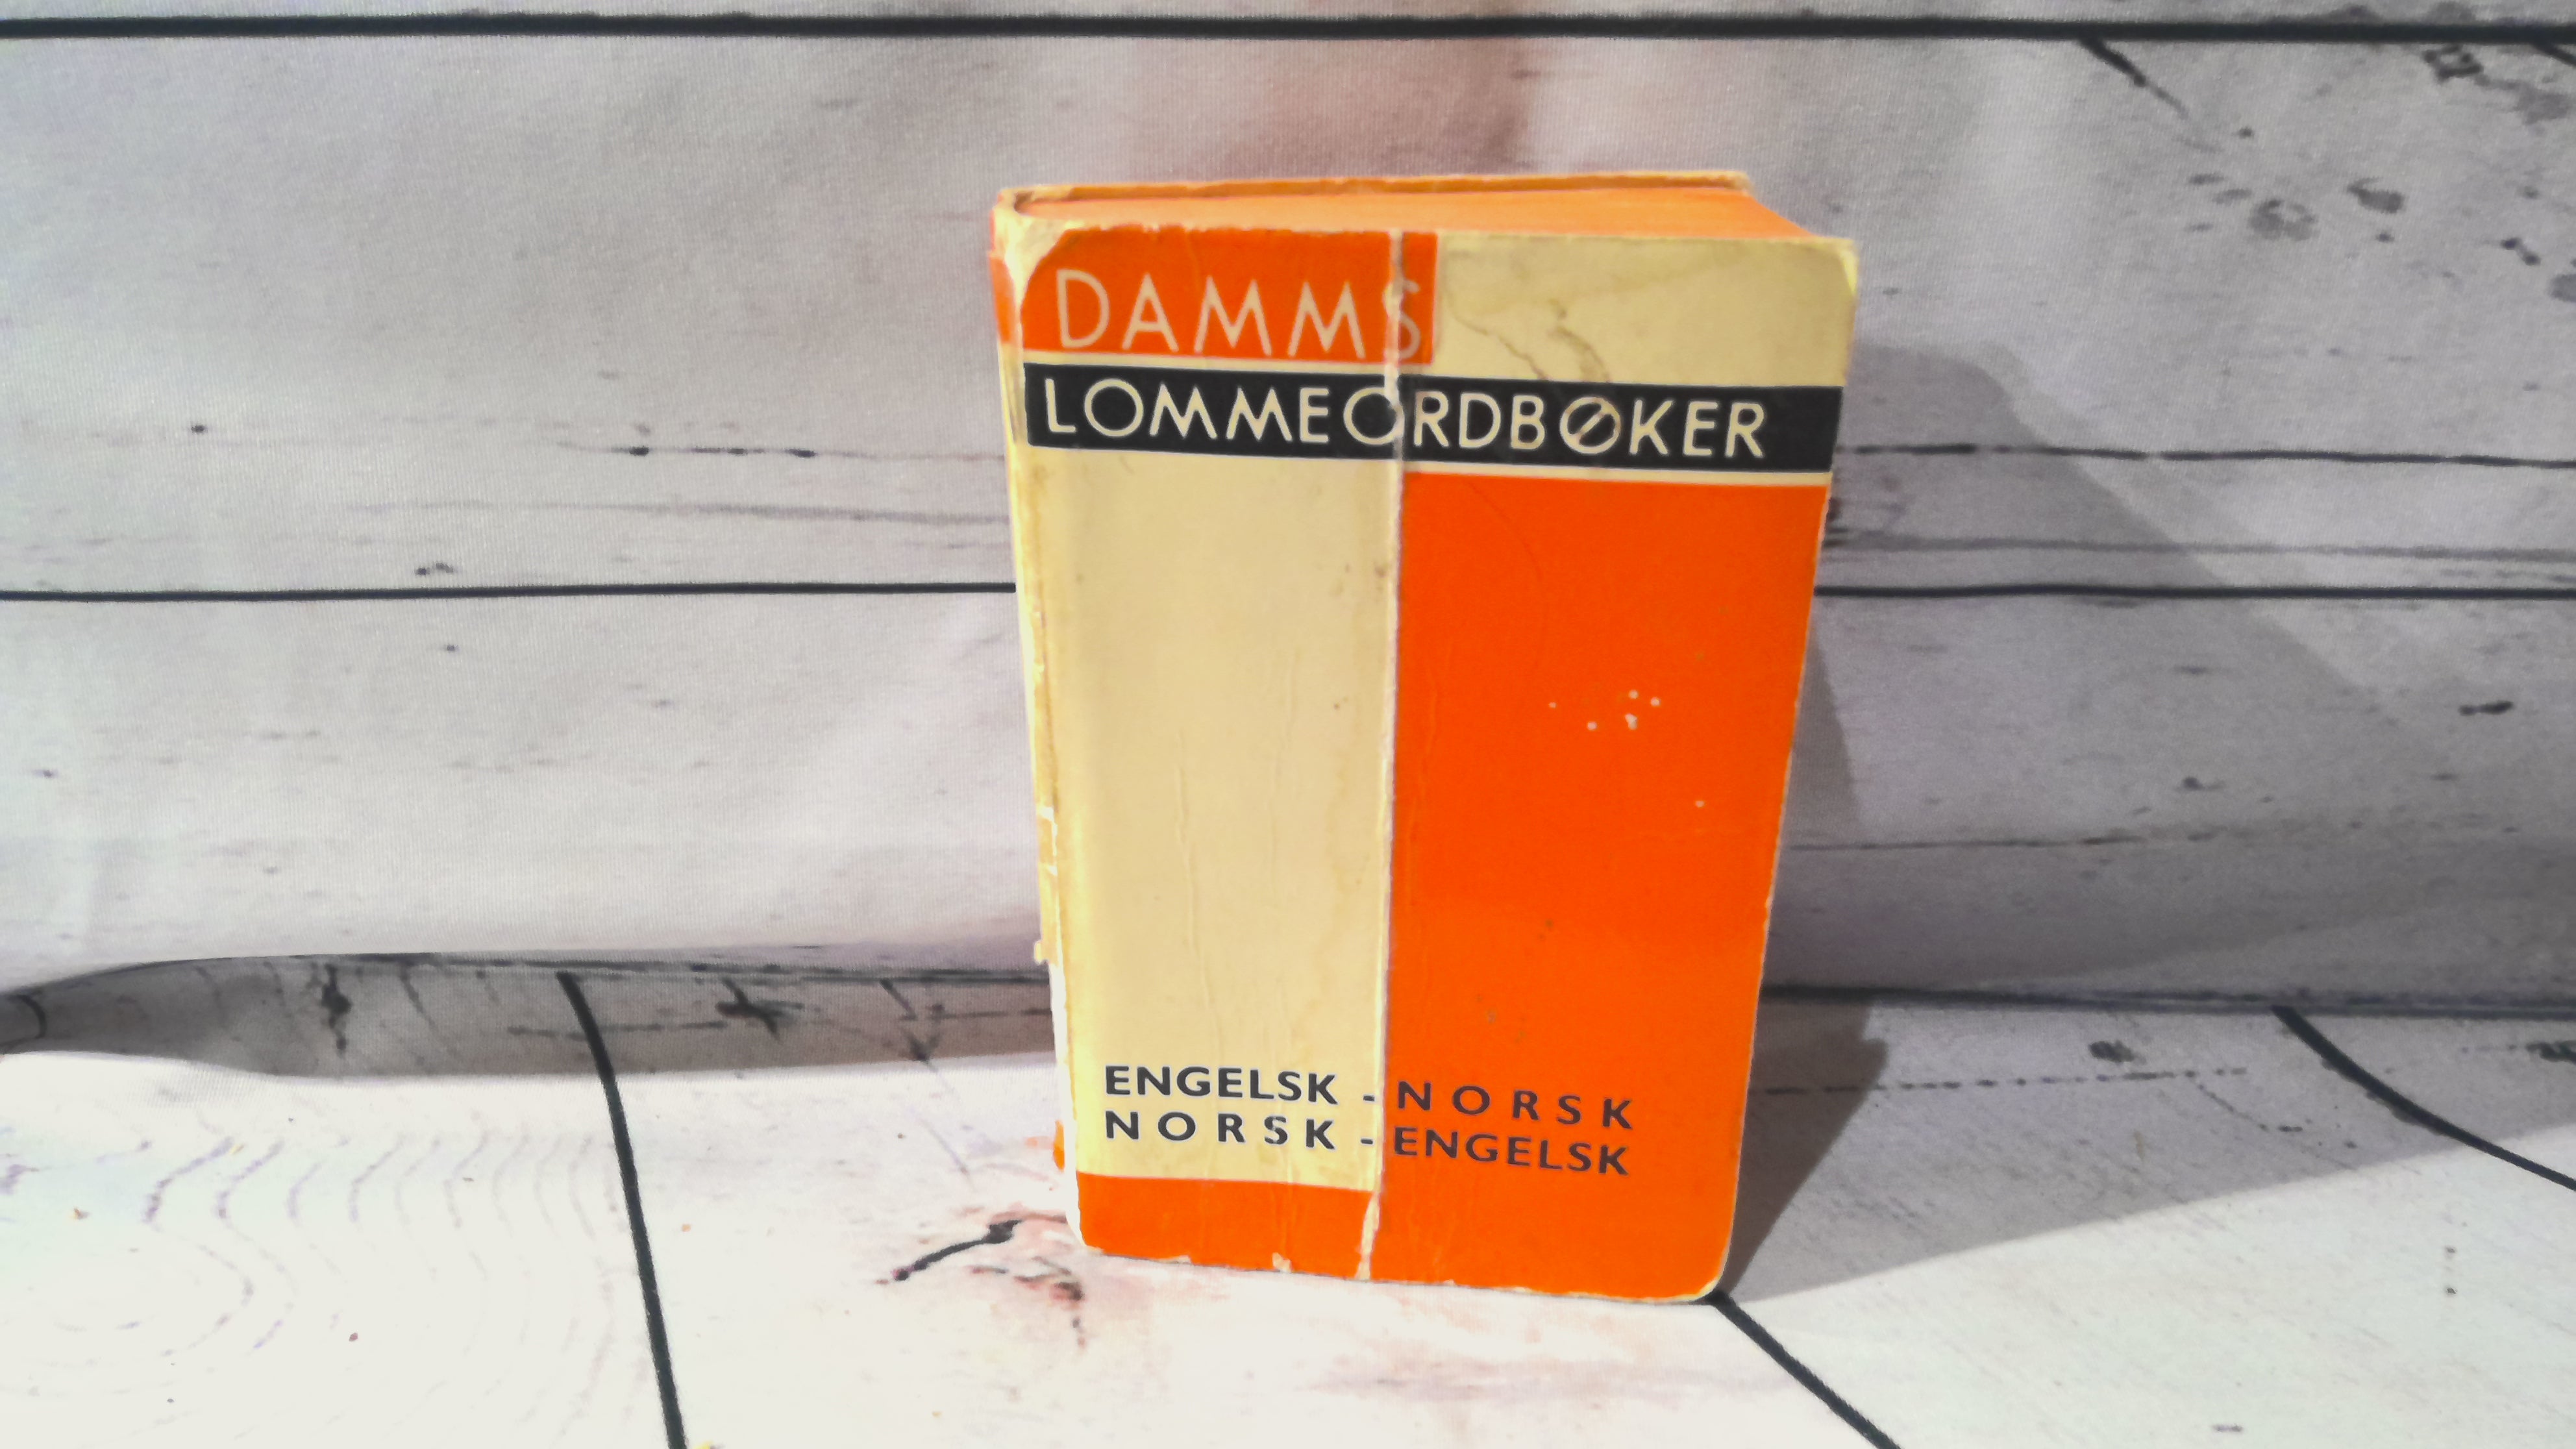 DAMMS
LOMMEORDBØKER
ENGELSK - NORSK
NORSK - ENGELSK